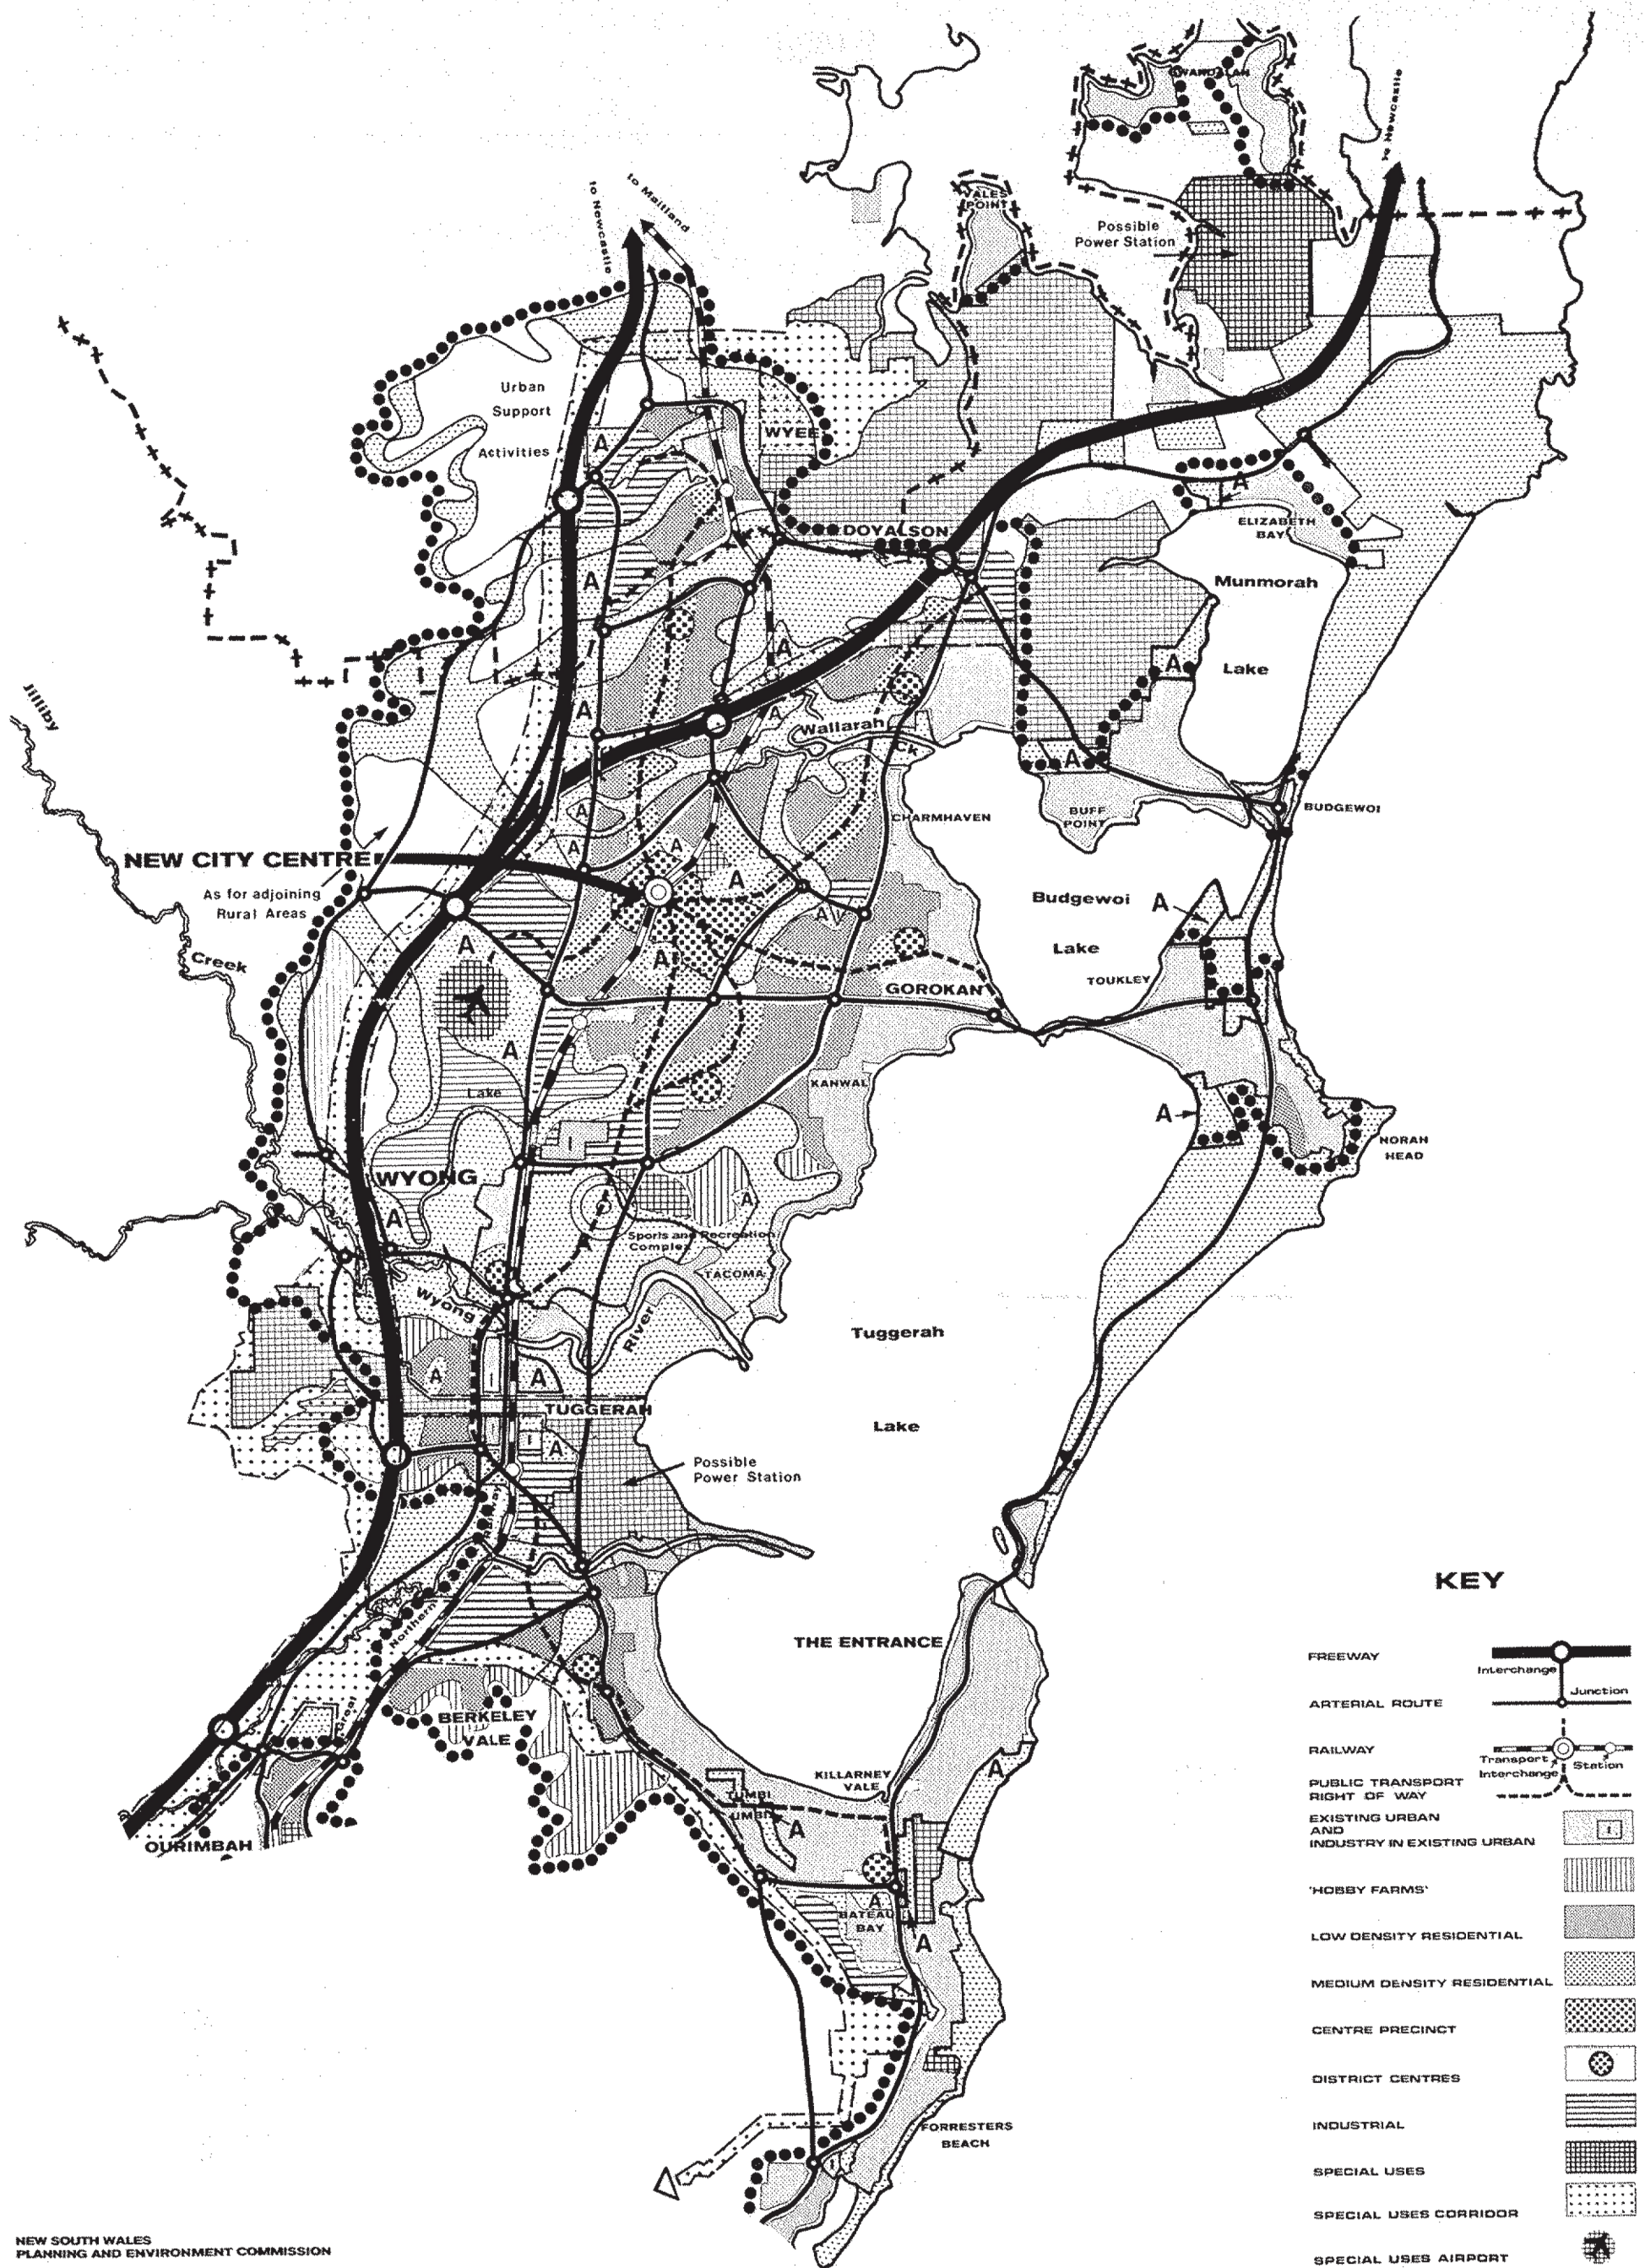 GWANDALAN
to Newcastle
to Newcastle
to Maitland
VALES
POINT
Possible
Power Station
Urban
Support
Activities
A
WYEE
A
DOYALSON
ELIZABETH
BAY
A
Munmorah
A
A
Lake
Jilliby
A
A
Wallarah
Ck
A
A
CHARMHAVEN
BUFF
POINT
BUDGEWOI
NEW CITY CENTRE
A
A
As for adjoining
Rural Areas
A
Budgewoi
A
A
A
Lake
Creek
A
TOUKLEY
GOROKAN
A
KANWAL
Lake
A
I
NORAH
HEAD
WYONG
A
A
Sports and Recreation
Complex
A
TACOMA
Wyong
River
Tuggerah
A
I
A
TUGGERAH
Lake
I
A
Possible
Power Station
Northern
THE ENTRANCE
Great
BERKELEY
VALE
A
KILLARNEY
VALE
TUMBI
UMBI
A
OURIMBAH
A
BATEAU
BAY
A
FORRESTERS
BEACH
I
KEY
FREEWAY
Interchange
Junction
ARTERIAL ROUTE
RAILWAY
Transport
Interchange
Station
PUBLIC TRANSPORT
RIGHT OF WAY
EXISTING URBAN
AND
INDUSTRY IN EXISTING URBAN
I
'HOBBY FARMS'
LOW DENSITY RESIDENTIAL
MEDIUM DENSITY RESIDENTIAL
CENTRE PRECINCT
DISTRICT CENTRES
INDUSTRIAL
SPECIAL USES
SPECIAL USES CORRIDOR
SPECIAL USES AIRPORT
NEW SOUTH WALES
PLANNING AND ENVIRONMENT COMMISSION